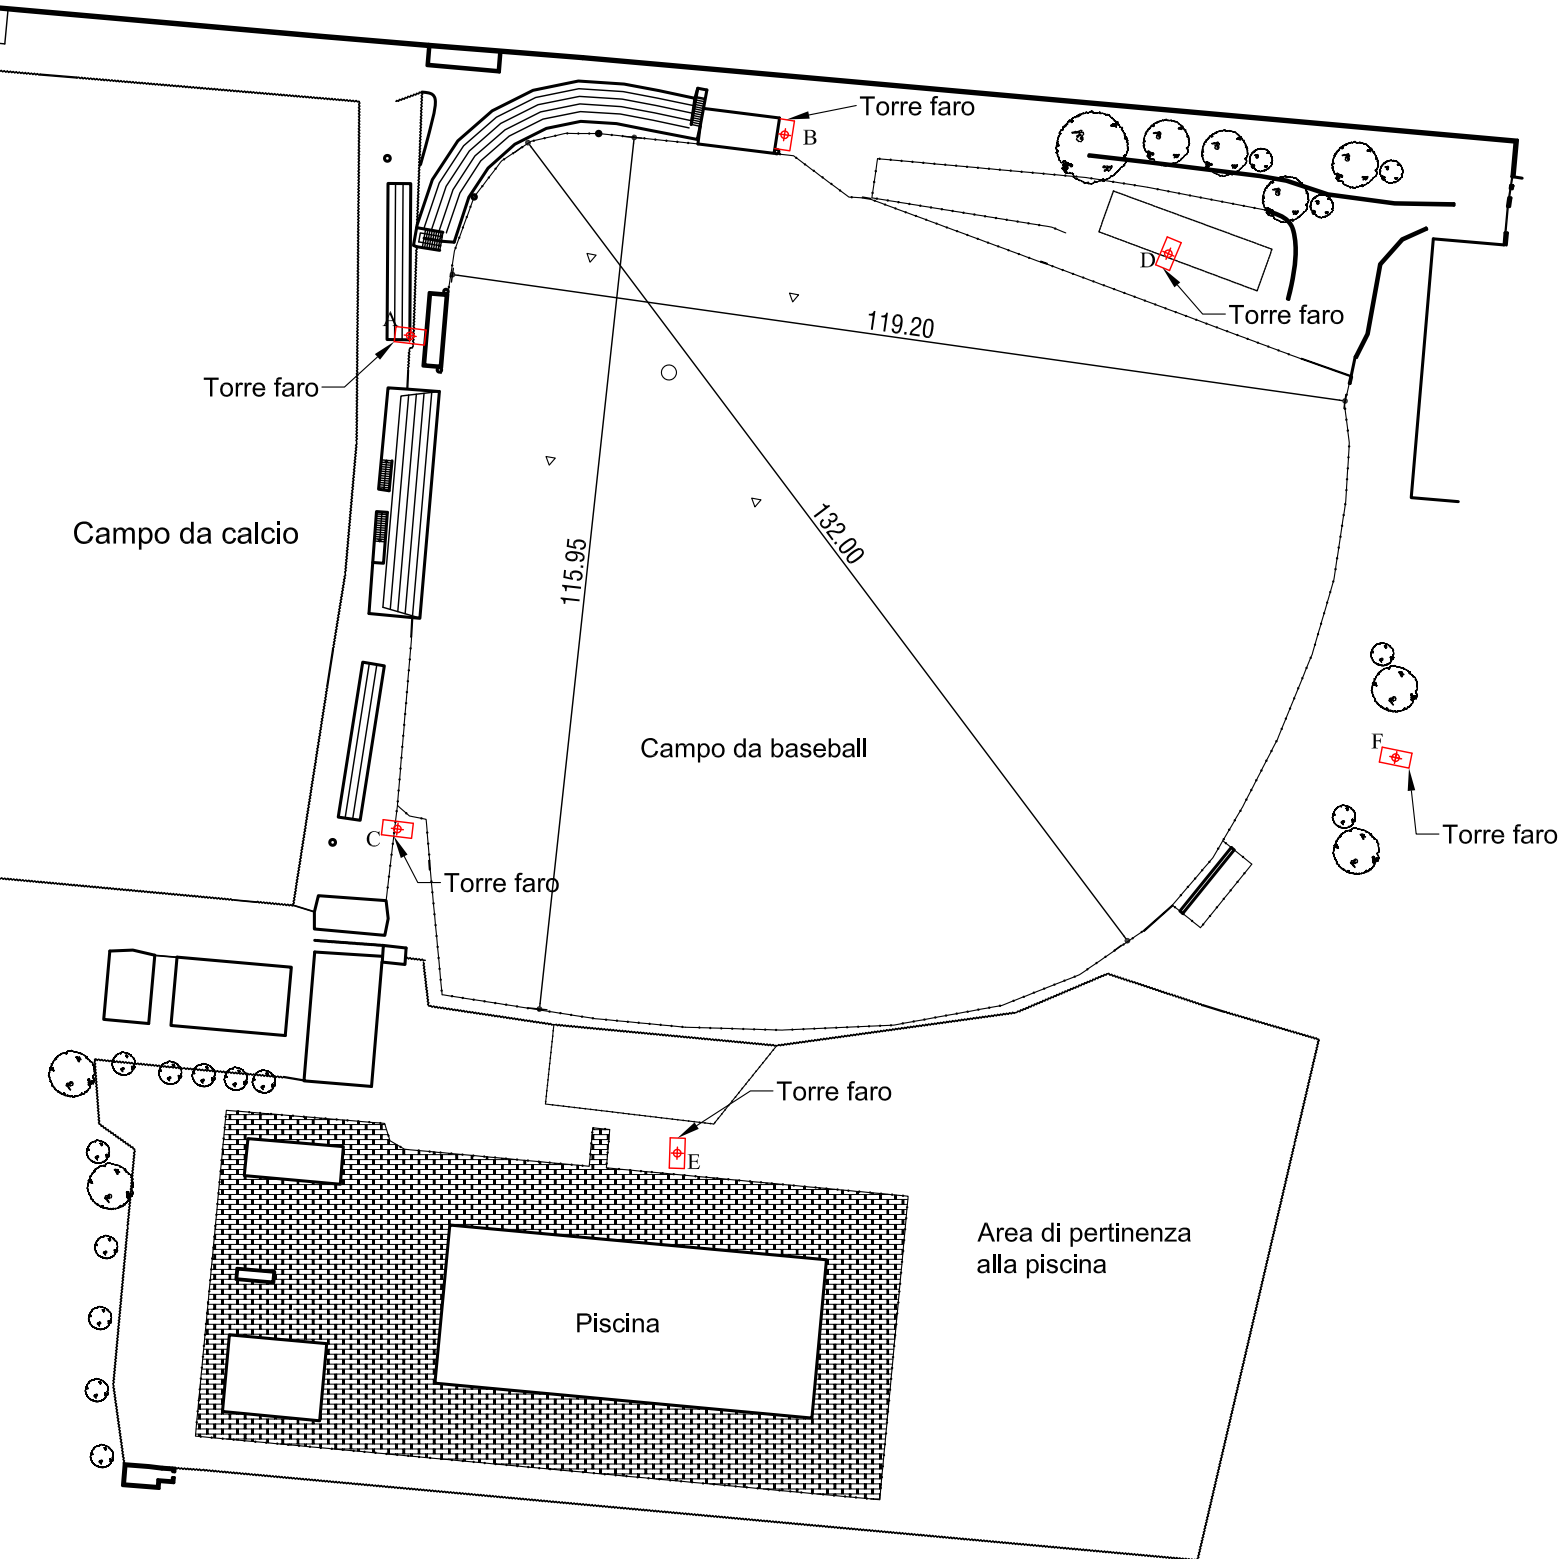 Torre faro
B
D
Torre faro
119.20
A
Torre faro
132.00
Campo da calcio
115.95
Campo da baseball
F
Torre faro
C
Torre faro
Torre faro
E
Area di pertinenza
alla piscina
Piscina